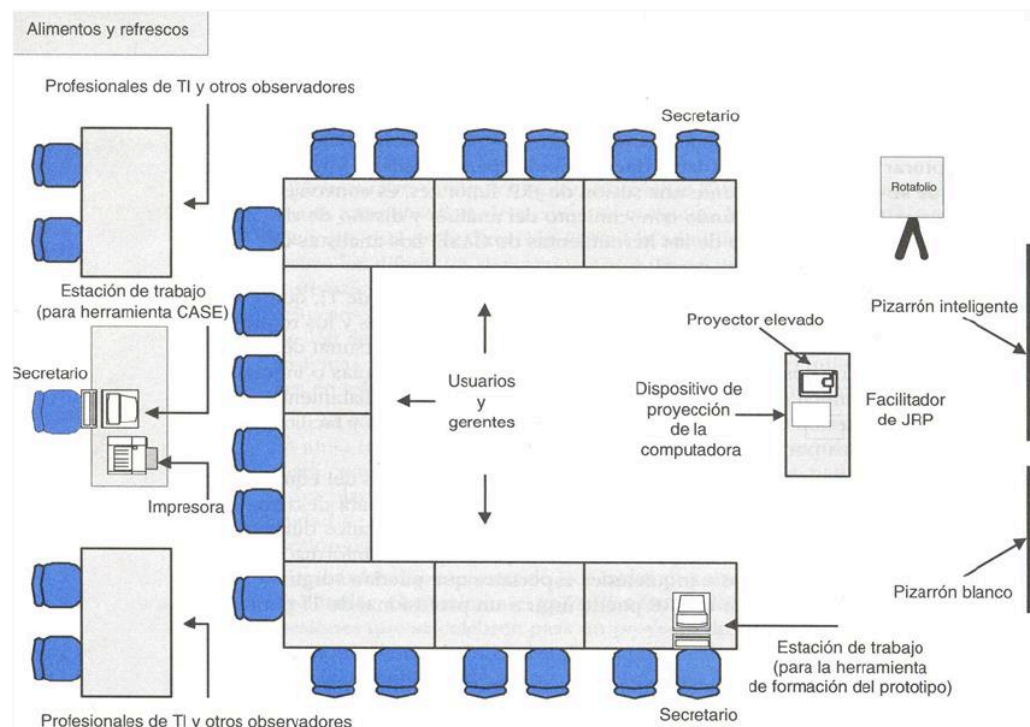 Alimentos y refrescos
Profesionales de TI y otros observadores
Secretario
Rotafolio
Estación de trabajo
(para herramienta CASE)
Pizarrón inteligente
Proyector elevado
Secretario
Usuarios
y
gerentes
Dispositivo de
proyección
de la
computadora
Facilitador
de JRP
Impresora
Pizarrón blanco
Estación de trabajo
(para la herramienta
de formación del prototipo)
Secretario
Profesionales de TI y otros observadores